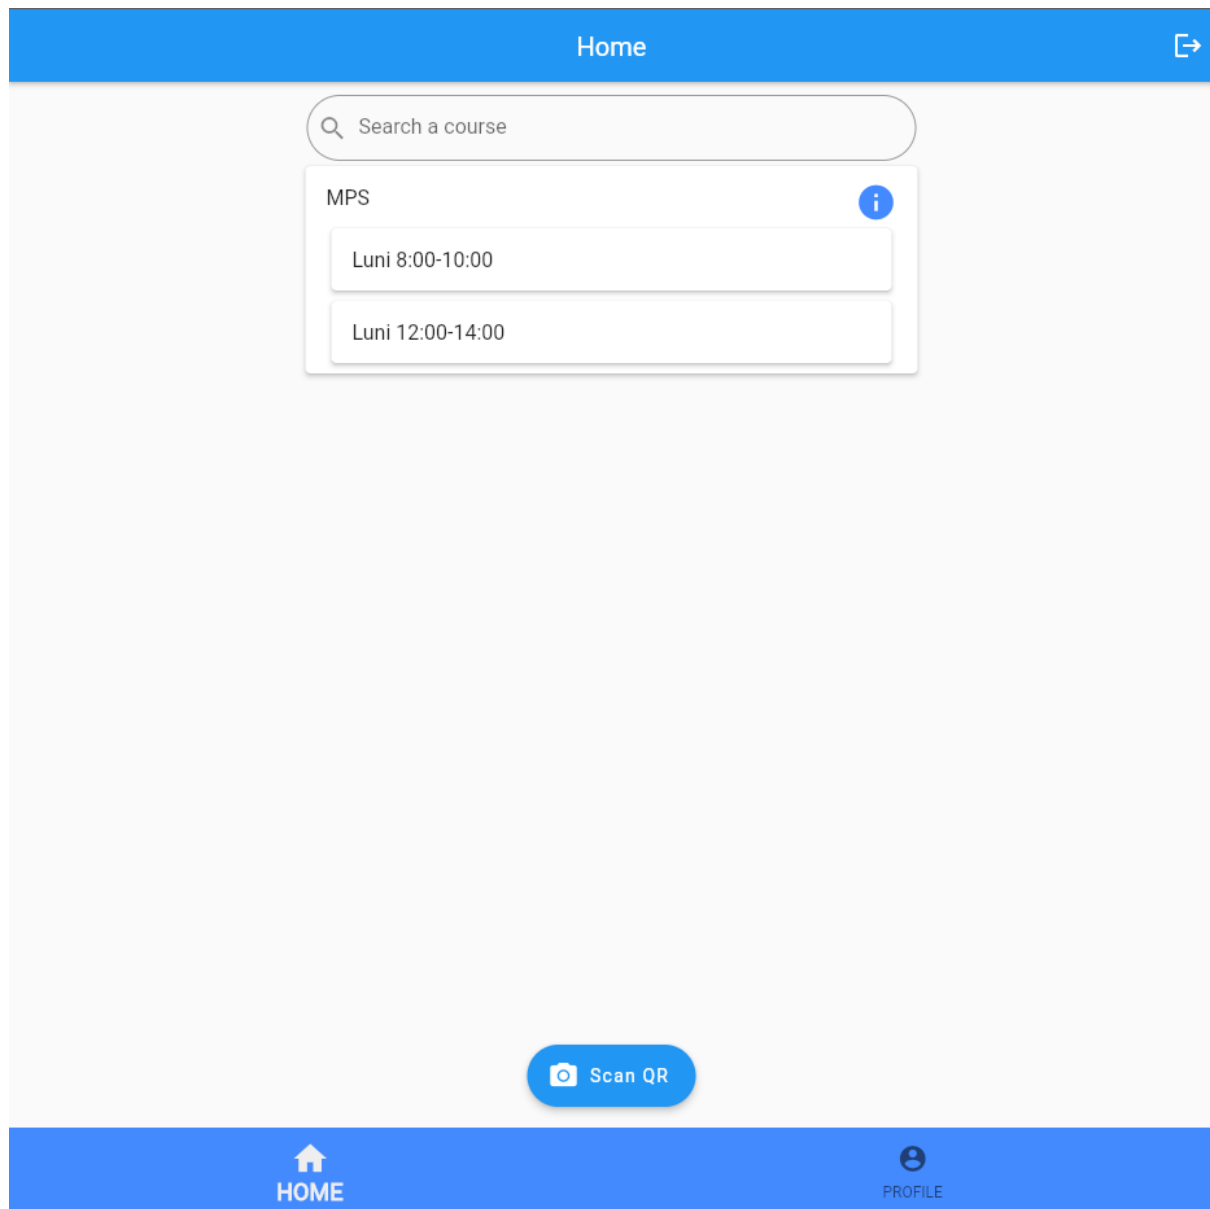 Home
Search a course
MPS
Luni 8:00-10:00
Luni 12:00-14:00
Scan QR
HOME
PROFILE